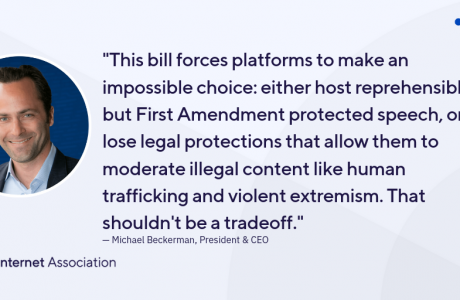 "This bill forces platforms to make an
impossible choice: either host reprehensible
but First Amendment protected speech, or
lose legal protections that allow them to
moderate illegal content like human
trafficking and violent extremism. That
shouldn't be a tradeoff."
— Michael Beckerman, President & CEO
Internet Association